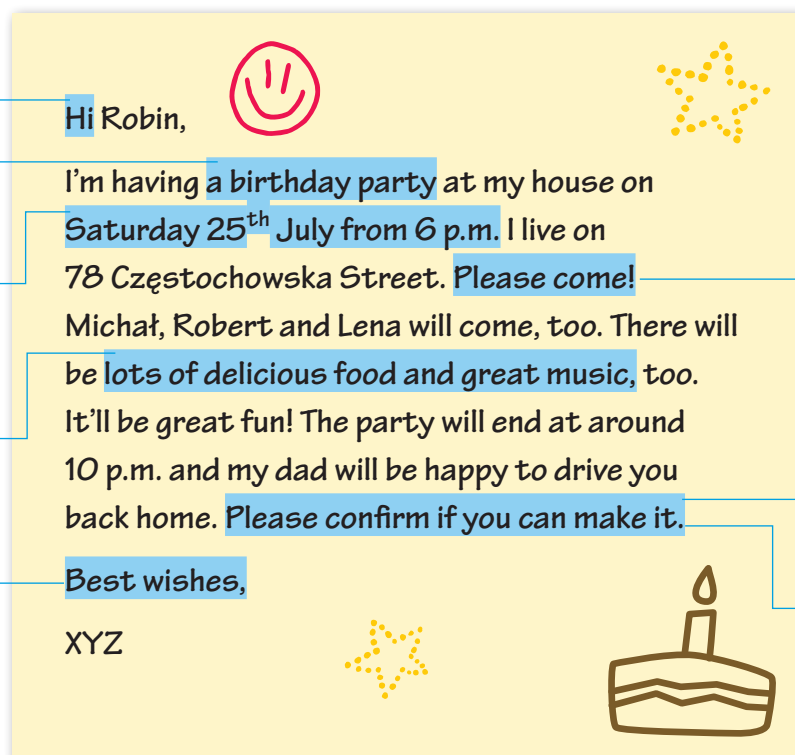 Hi Robin,
I'm having a birthday party at my house on
Saturday 25th July from 6 p.m. I live on
78 Częstochowska Street. Please come!
Michał, Robert and Lena will come, too. There will
be lots of delicious food and great music, too.
It'll be great fun! The party will end at around
10 p.m. and my dad will be happy to drive you
back home. Please confirm if you can make it.
Best wishes,
XYZ